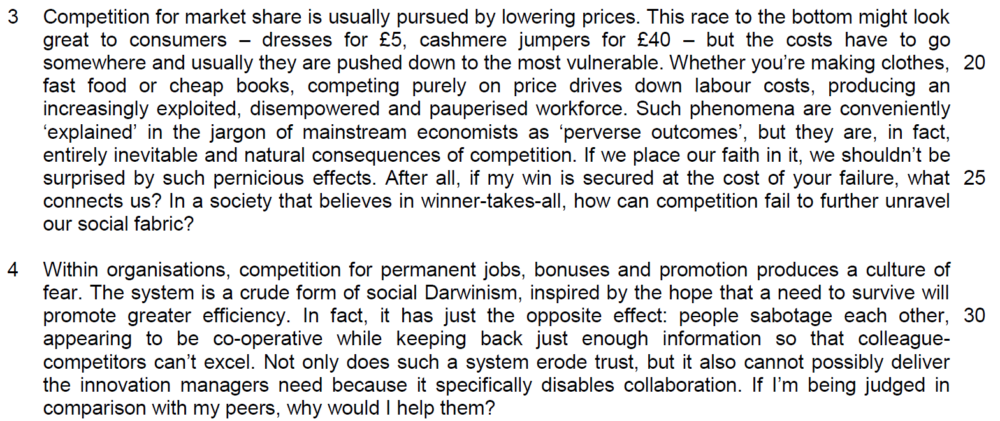 3 Competition for market share is usually pursued by lowering prices. This race to the bottom might look
great to consumers – dresses for £5, cashmere jumpers for £40 – but the costs have to go
somewhere and usually they are pushed down to the most vulnerable. Whether you’re making clothes, 20
fast food or cheap books, competing purely on price drives down labour costs, producing an
increasingly exploited, disempowered and pauperised workforce. Such phenomena are conveniently
‘explained’ in the jargon of mainstream economists as ‘perverse outcomes’, but they are, in fact,
entirely inevitable and natural consequences of competition. If we place our faith in it, we shouldn’t be
surprised by such pernicious effects. After all, if my win is secured at the cost of your failure, what 25
connects us? In a society that believes in winner-takes-all, how can competition fail to further unravel
our social fabric?
4 Within organisations, competition for permanent jobs, bonuses and promotion produces a culture of
fear. The system is a crude form of social Darwinism, inspired by the hope that a need to survive will
promote greater efficiency. In fact, it has just the opposite effect: people sabotage each other, 30
appearing to be co-operative while keeping back just enough information so that colleague-
competitors can’t excel. Not only does such a system erode trust, but it also cannot possibly deliver
the innovation managers need because it specifically disables collaboration. If I’m being judged in
comparison with my peers, why would I help them?